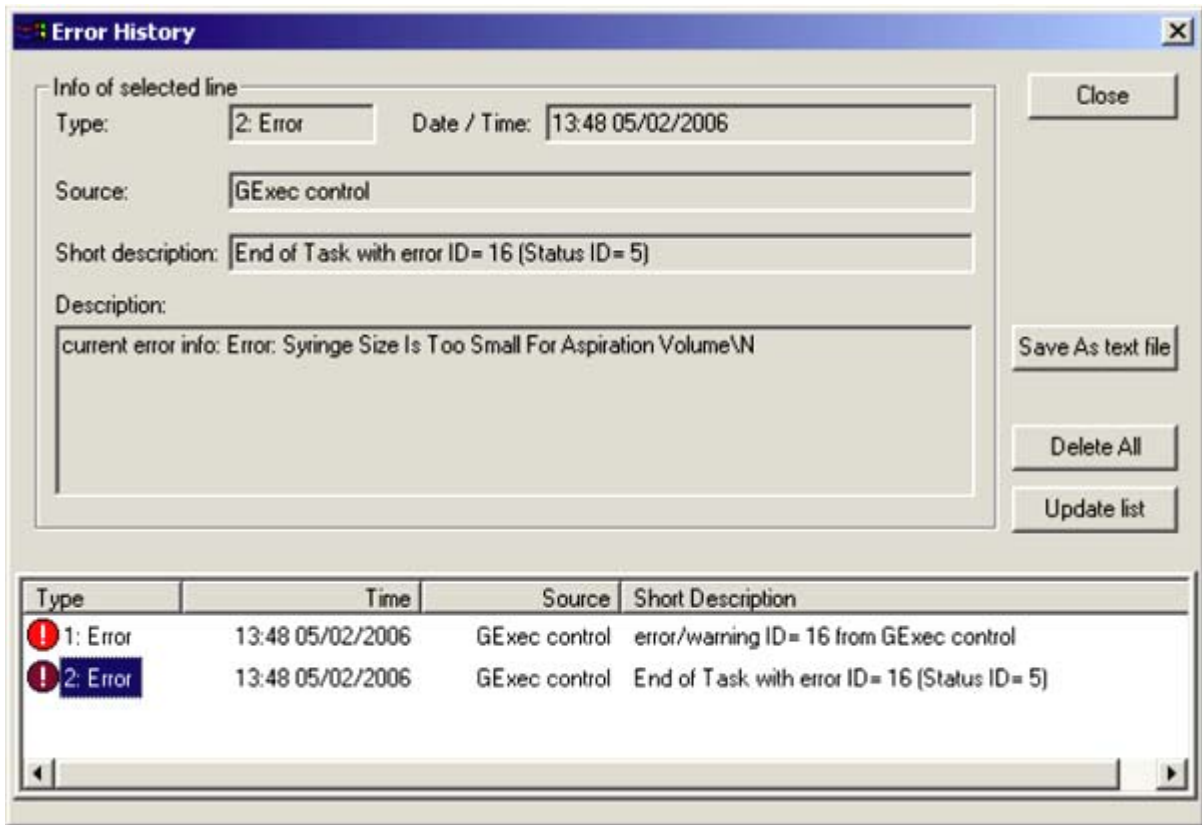 Error History
Info of selected line
Type: 2: Error Date / Time: 13:48 05/02/2006
Close
Source: GExec control
Short description: End of Task with error ID= 16 (Status ID= 5)
Description:
current error info: Error: Syringe Size Is Too Small For Aspiration Volume\N
Save As text file
Delete All
Update list
Type Time Source Short Description
1: Error 13:48 05/02/2006 GExec control error/warning ID= 16 from GExec control
2: Error 13:48 05/02/2006 GExec control End of Task with error ID= 16 (Status ID= 5)